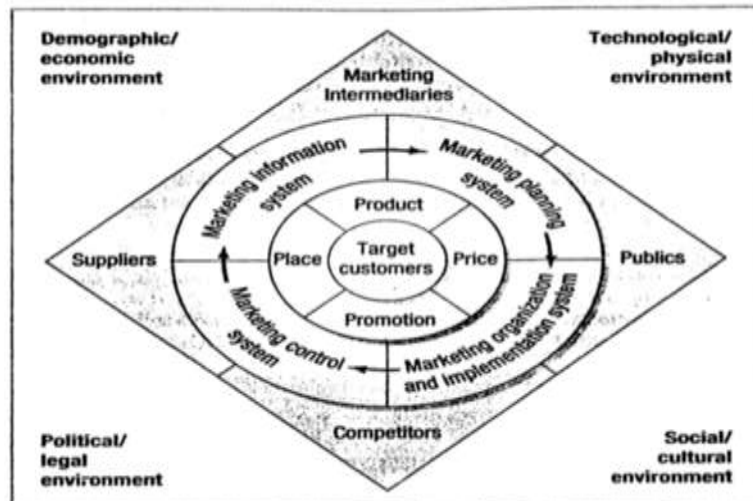 Demographic/
economic
environment
Technological/
physical
environment
Marketing
Intermediaries
Marketing information
system
Marketing planning
system
Product
Suppliers
Place
Target
customers
Price
Publics
Promotion
Marketing control
system
Marketing organization
and implementation system
Competitors
Political/
legal
environment
Social/
cultural
environment